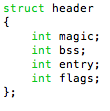 struct header
{
    int magic;
    int bss;
    int entry;
    int flags;
};